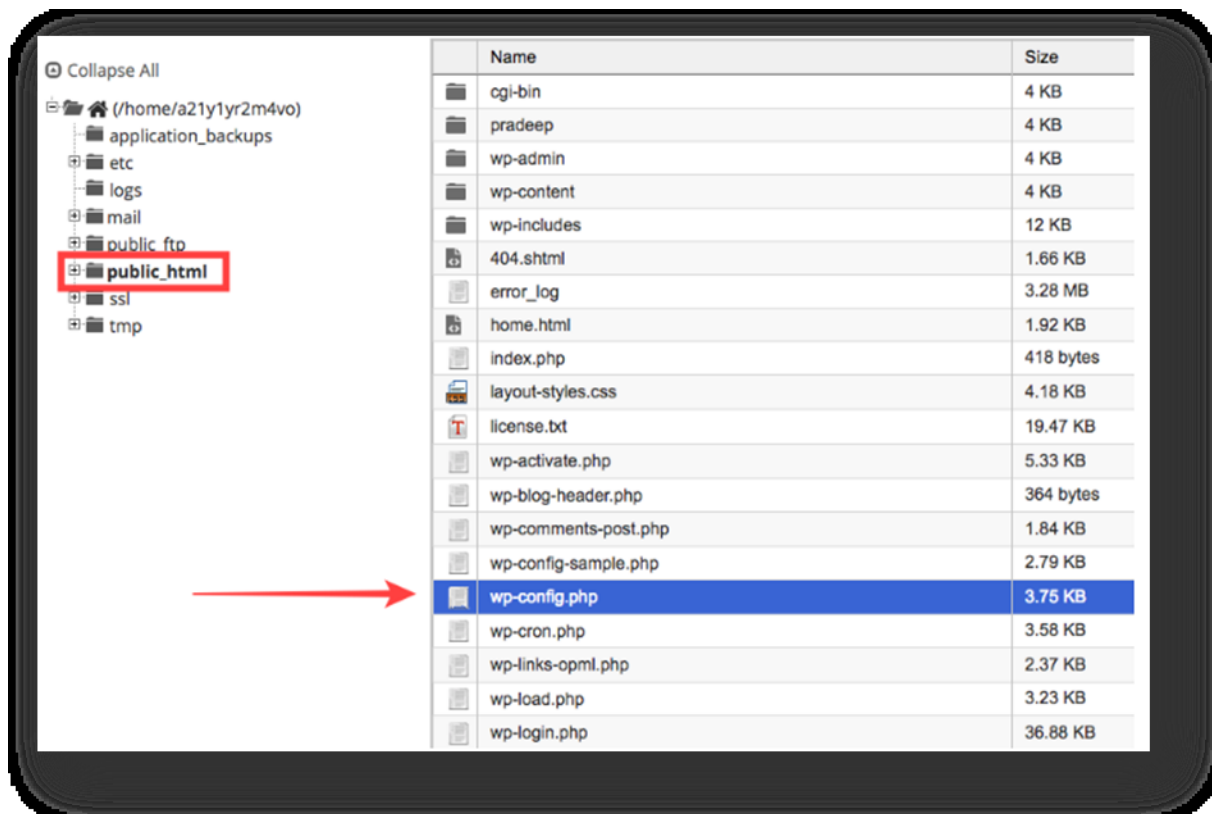 Collapse All
(/home/a21y1yr2m4vo)
application_backups
etc
logs
mail
public_ftp
public_html
ssl
tmp
Name Size
cgi-bin 4 KB
pradeep 4 KB
wp-admin 4 KB
wp-content 4 KB
wp-includes 12 KB
404.shtml 1.66 KB
error_log 3.28 MB
home.html 1.92 KB
index.php 418 bytes
layout-styles.css 4.18 KB
license.txt 19.47 KB
wp-activate.php 5.33 KB
wp-blog-header.php 364 bytes
wp-comments-post.php 1.84 KB
wp-config-sample.php 2.79 KB
wp-config.php 3.75 KB
wp-cron.php 3.58 KB
wp-links-opml.php 2.37 KB
wp-load.php 3.23 KB
wp-login.php 36.88 KB